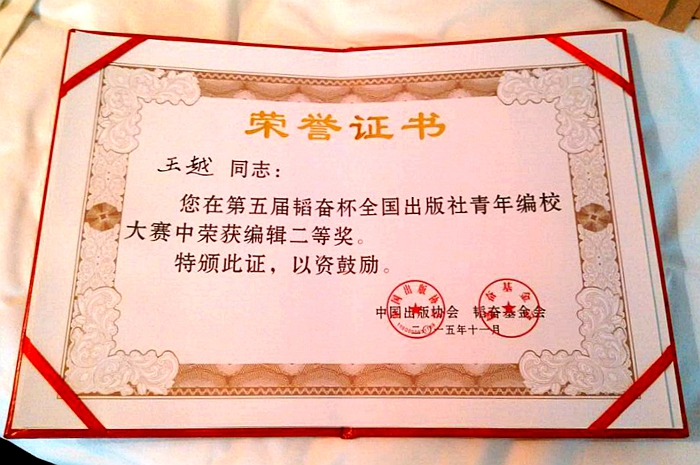 荣誉证书
王越 同志：
您在第五届韬奋杯全国出版社青年编校
大赛中荣获编辑二等奖。
特颁此证，以资鼓励。
中国出版协会 韬奋基金会
二〇一五年十一月